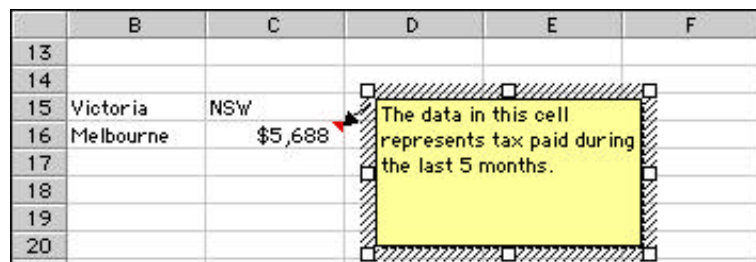 B C D E F
13
14
15 Victoria NSW
16 Melbourne $5,688
17
18
19
20
The data in this cell
represents tax paid during
the last 5 months.